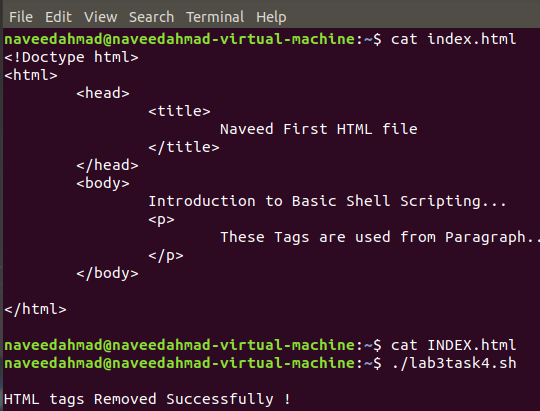 File Edit View Search Terminal Help
naveedahmad@naveedahmad-virtual-machine:~$ cat index.html
<!Doctype html>
<html>
<head>
<title>
Naveed First HTML file
</title>
</head>
<body>
Introduction to Basic Shell Scripting...
<p>
These Tags are used from Paragraph..
</p>
</body>
</html>
naveedahmad@naveedahmad-virtual-machine:~$ cat INDEX.html
naveedahmad@naveedahmad-virtual-machine:~$ ./lab3task4.sh
HTML tags Removed Successfully !